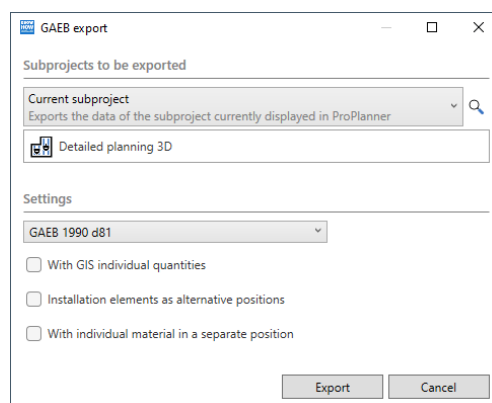 GAEB export
Subprojects to be exported
Current subproject
Exports the data of the subproject currently displayed in ProPlanner
Detailed planning 3D
Settings
GAEB 1990 d81
With GIS individual quantities
Installation elements as alternative positions
With individual material in a separate position
Export Cancel